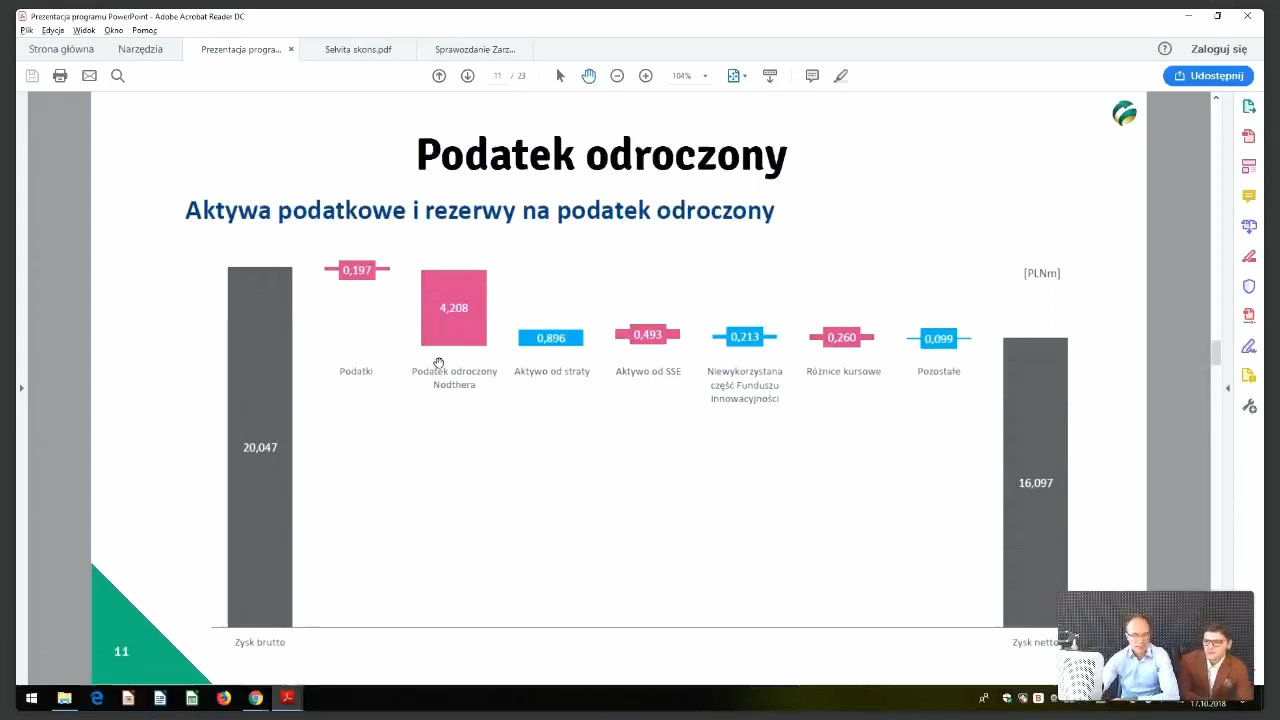 Prezentacja programu PowerPoint - Adobe Acrobat Reader DC
Plik Edycja Widok Okno Pomoc
Strona główna Narzędzia Prezentacja progra... × Selvita skons.pdf Sprawozdanie Zarz... Zaloguj się
11 / 23 104% Udostępnij
Podatek odroczony
Aktywa podatkowe i rezerwy na podatek odroczony
[PLNm]
0,197
4,208
0,896
0,493
0,213
0,260
0,099
Podatki
Podatek odroczony
Nodthera
Aktywo od straty
Aktywo od SSE
Niewykorzystana
część Funduszu
Innowacyjności
Różnice kursowe
Pozostałe
20,047
16,097
Zysk brutto
Zysk netto
11
17.10.2018